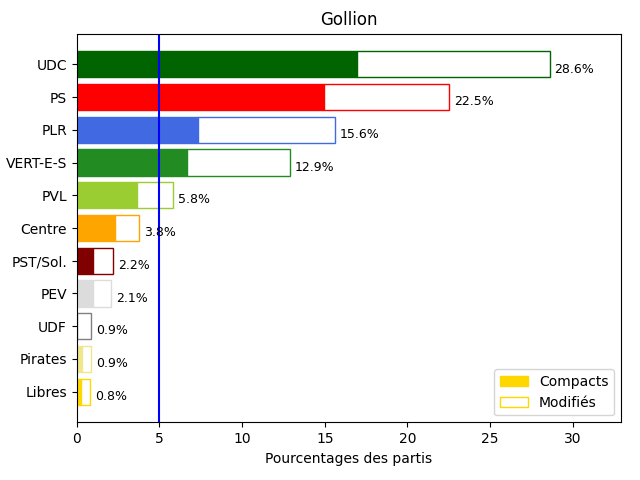 Gollion
UDC 28.6%
PS 22.5%
PLR 15.6%
VERT-E-S 12.9%
PVL 5.8%
Centre 3.8%
PST/Sol. 2.2%
PEV 2.1%
UDF 0.9%
Pirates 0.9%
Libres 0.8%
Compacts
Modifiés
0 5 10 15 20 25 30
Pourcentages des partis